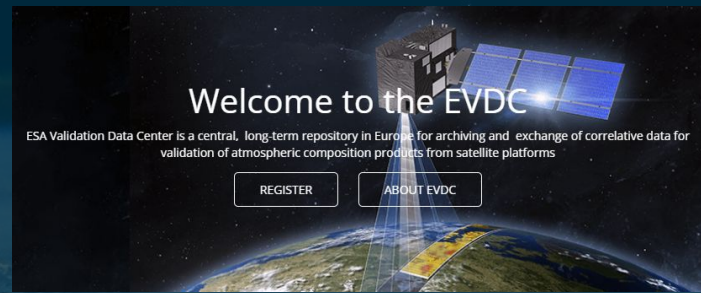 Welcome to the EVDC
ESA Validation Data Center is a central, long-term repository in Europe for archiving and exchange of correlative data for
validation of atmospheric composition products from satellite platforms
REGISTER
ABOUT EVDC